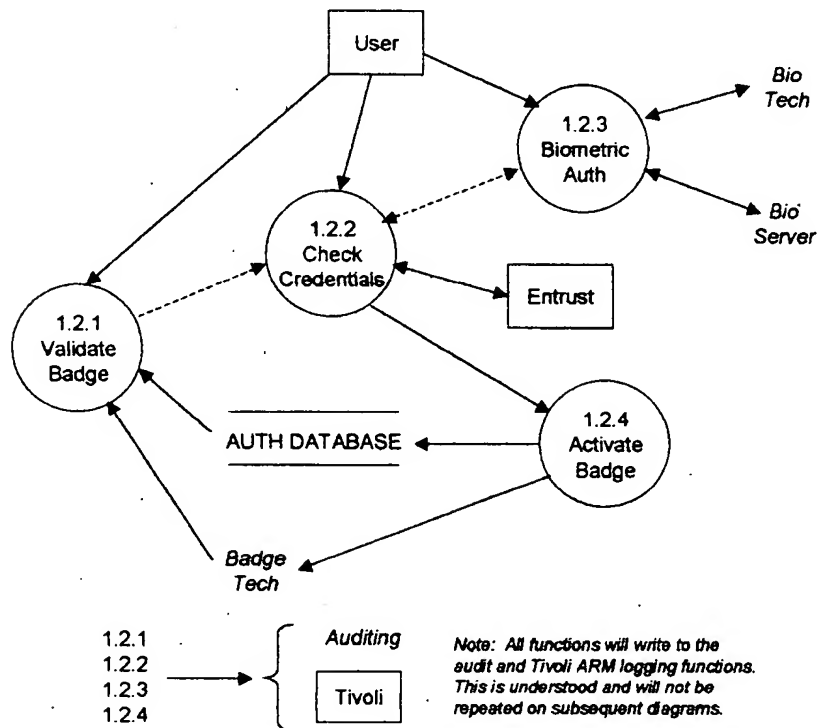 User
1.2.3
Biometric
Auth
Bio
Tech
Bio
Server
1.2.2
Check
Credentials
Entrust
1.2.1
Validate
Badge
AUTH DATABASE
1.2.4
Activate
Badge
Badge
Tech
1.2.1
1.2.2
1.2.3
1.2.4
Auditing
Tivoli
Note: All functions will write to the
audit and Tivoli ARM logging functions.
This is understood and will not be
repeated on subsequent diagrams.